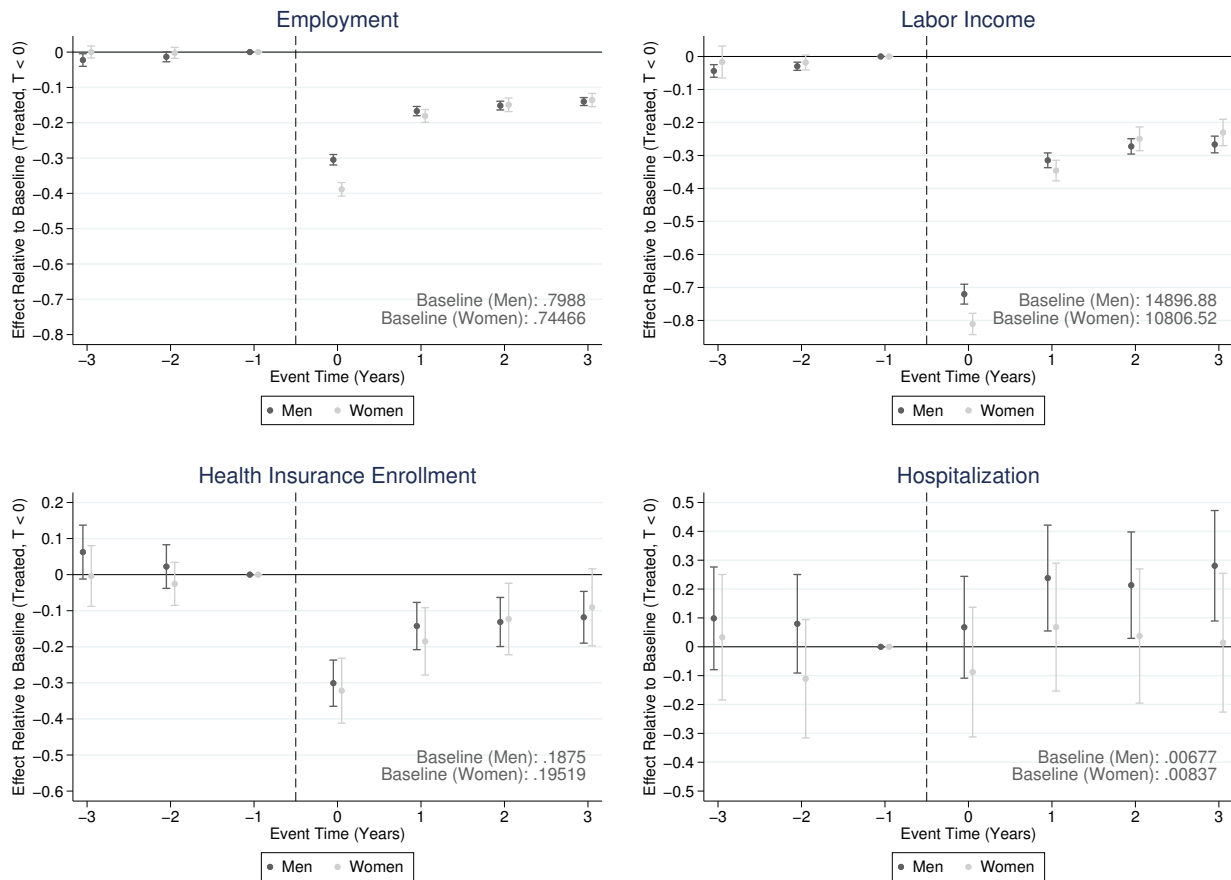 Employment
Effect Relative to Baseline (Treated, T < 0)
0
−0.1
−0.2
−0.3
−0.4
−0.5
−0.6
−0.7
−0.8
Baseline (Men): .7988
Baseline (Women): .74466
−3 −2 −1 0 1 2 3
Event Time (Years)
Men Women
Labor Income
Effect Relative to Baseline (Treated, T < 0)
0
−0.1
−0.2
−0.3
−0.4
−0.5
−0.6
−0.7
−0.8
Baseline (Men): 14896.88
Baseline (Women): 10806.52
−3 −2 −1 0 1 2 3
Event Time (Years)
Men Women
Health Insurance Enrollment
Effect Relative to Baseline (Treated, T < 0)
0.2
0.1
0
−0.1
−0.2
−0.3
−0.4
−0.5
−0.6
Baseline (Men): .1875
Baseline (Women): .19519
−3 −2 −1 0 1 2 3
Event Time (Years)
Men Women
Hospitalization
Effect Relative to Baseline (Treated, T < 0)
0.5
0.4
0.3
0.2
0.1
0
−0.1
−0.2
−0.3
−0.4
−0.5
Baseline (Men): .00677
Baseline (Women): .00837
−3 −2 −1 0 1 2 3
Event Time (Years)
Men Women